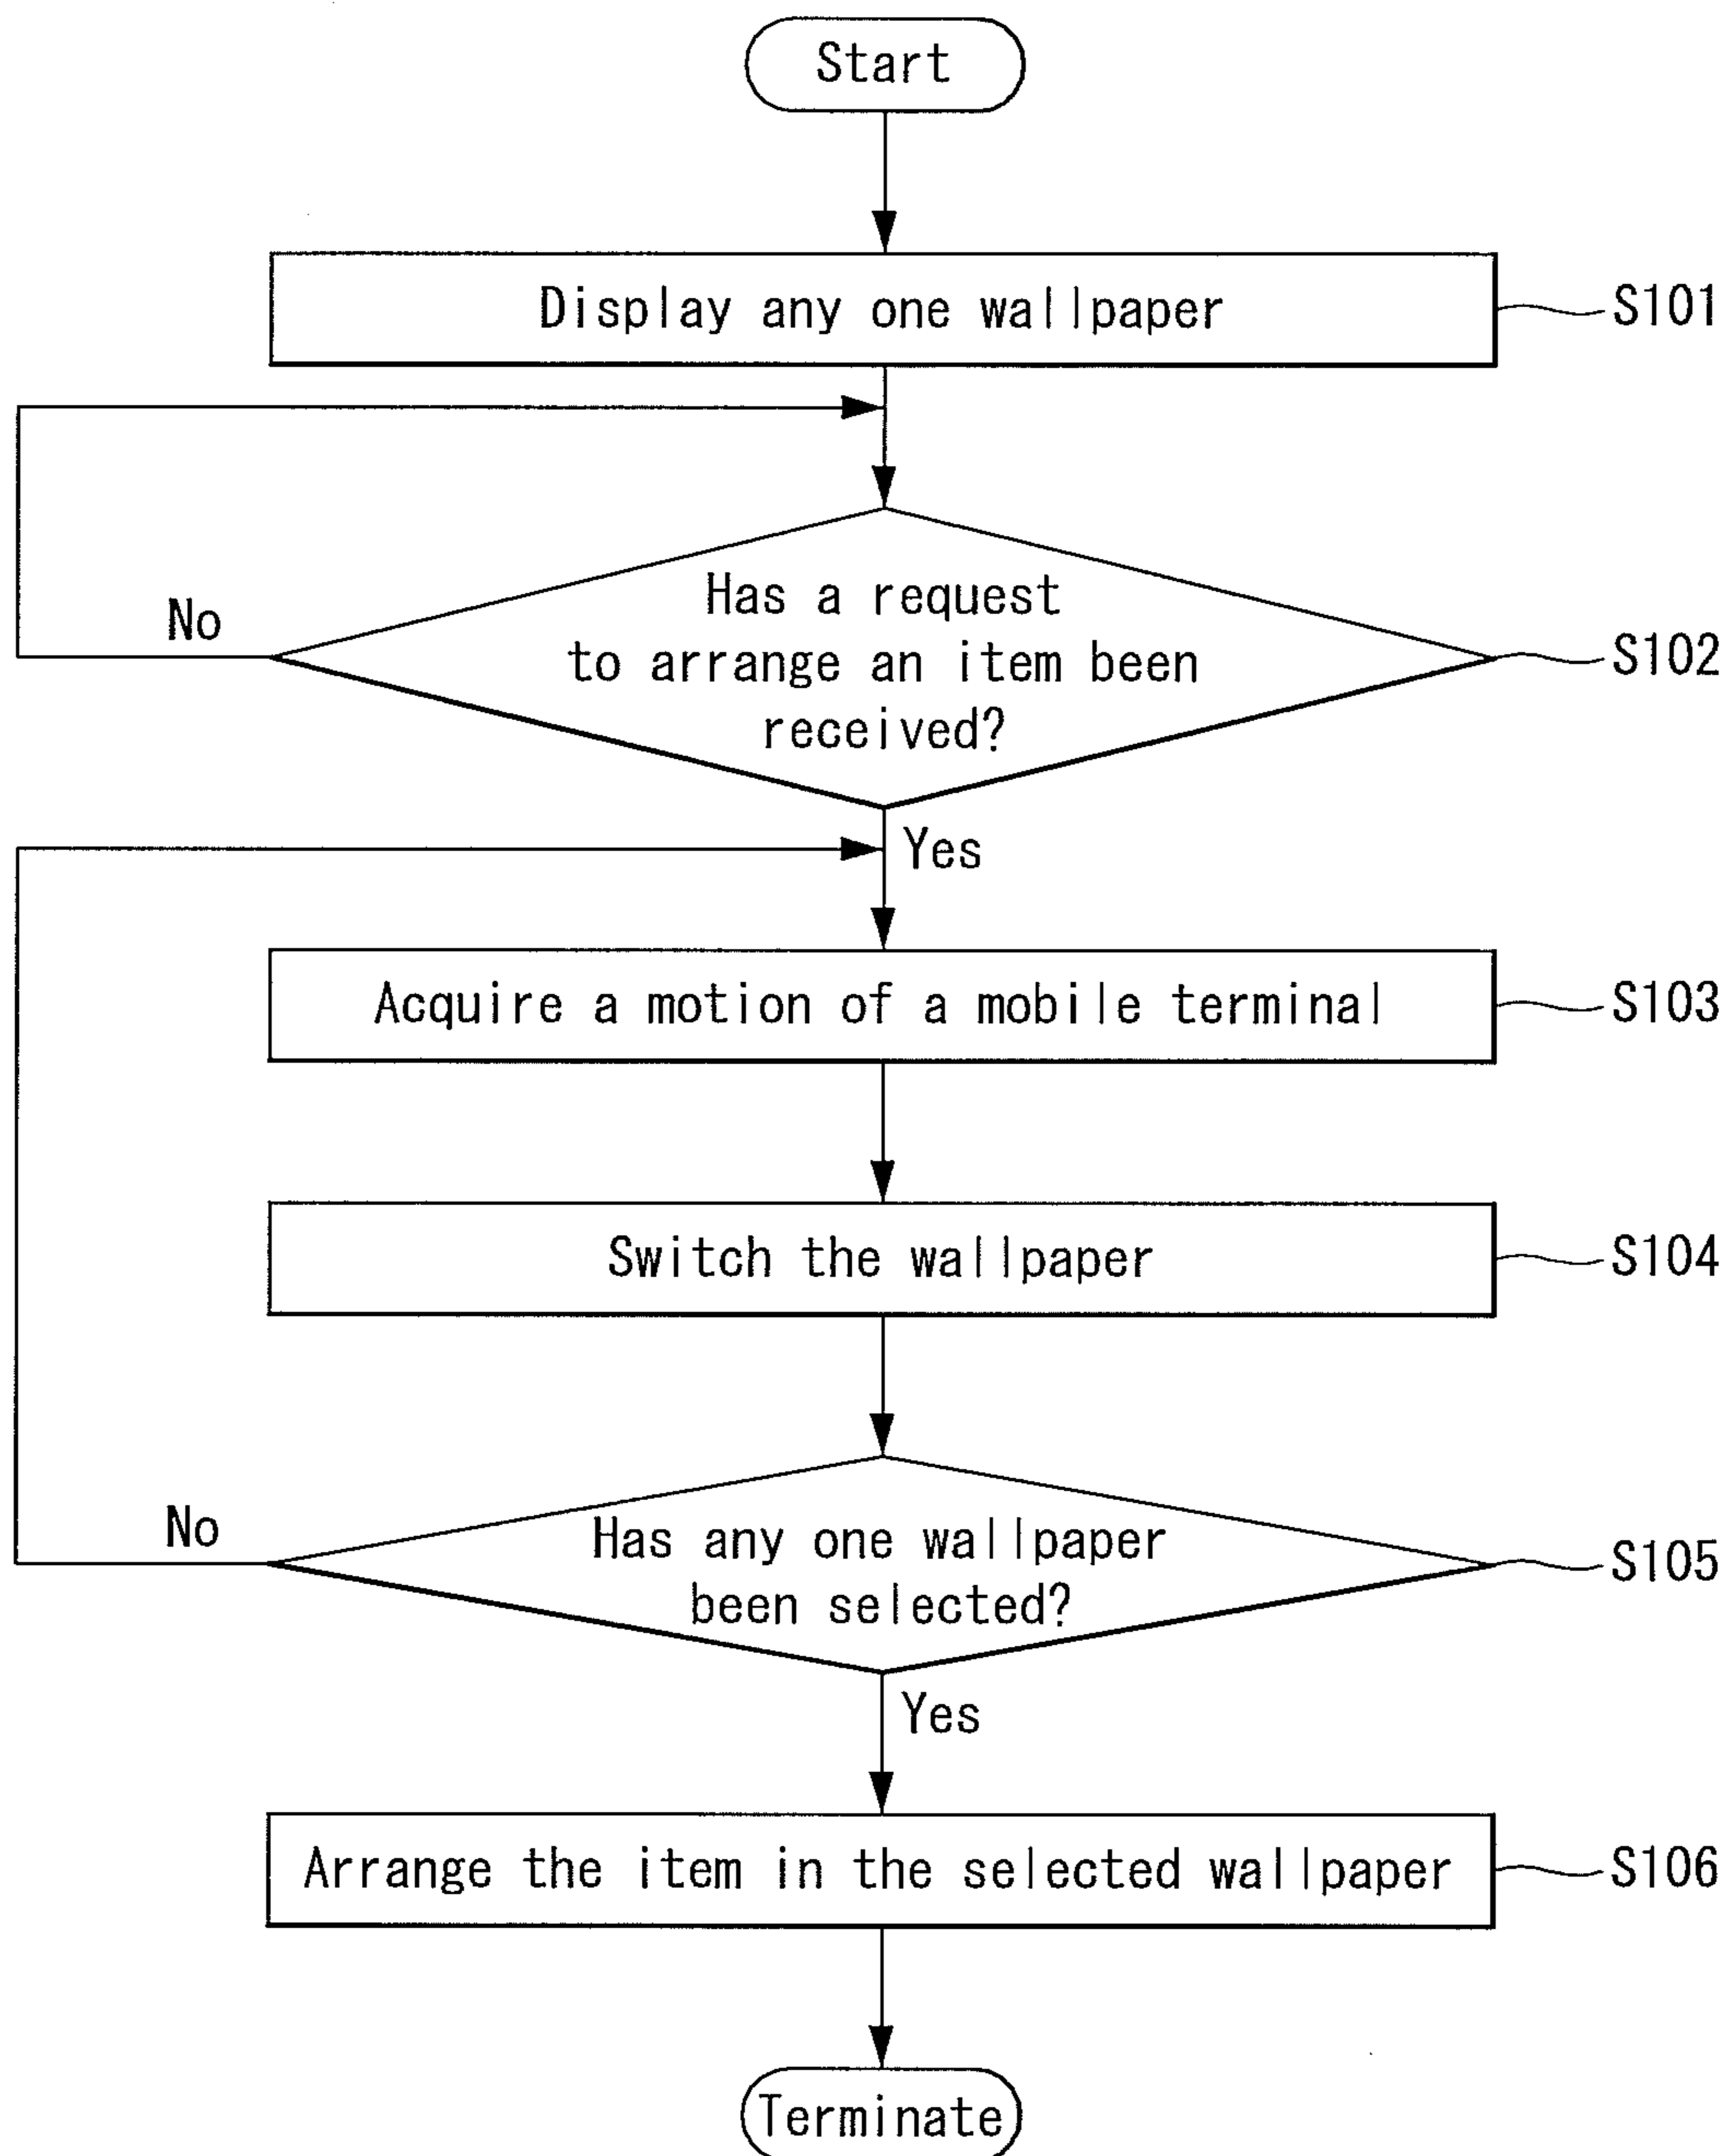 Start
Display any one wallpaper
S101
Has a request
to arrange an item been
received?
S102
No
Yes
Acquire a motion of a mobile terminal
S103
Switch the wallpaper
S104
Has any one wallpaper
been selected?
S105
No
Yes
Arrange the item in the selected wallpaper
S106
Terminate